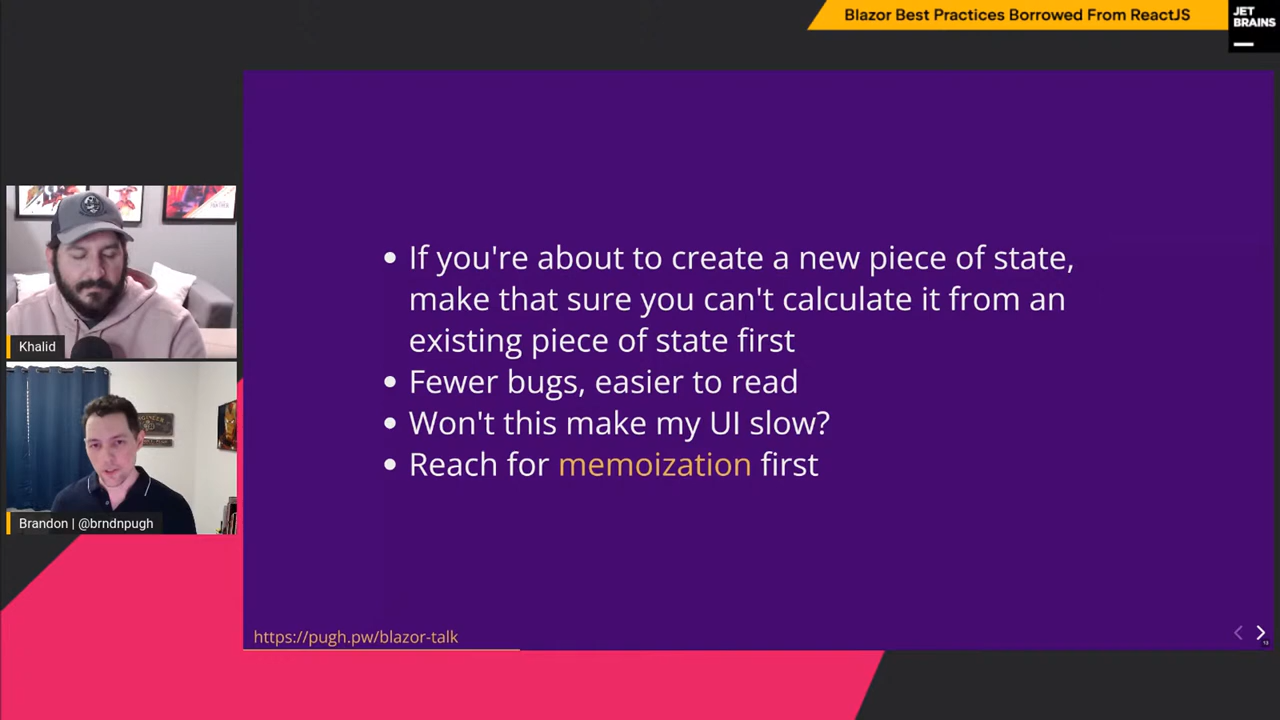 Blazor Best Practices Borrowed From ReactJS
JET
BRAINS
• If you're about to create a new piece of state,
make that sure you can't calculate it from an
existing piece of state first
• Fewer bugs, easier to read
• Won't this make my UI slow?
• Reach for memoization first
Khalid
Brandon | @brndnpugh
https://pugh.pw/blazor-talk